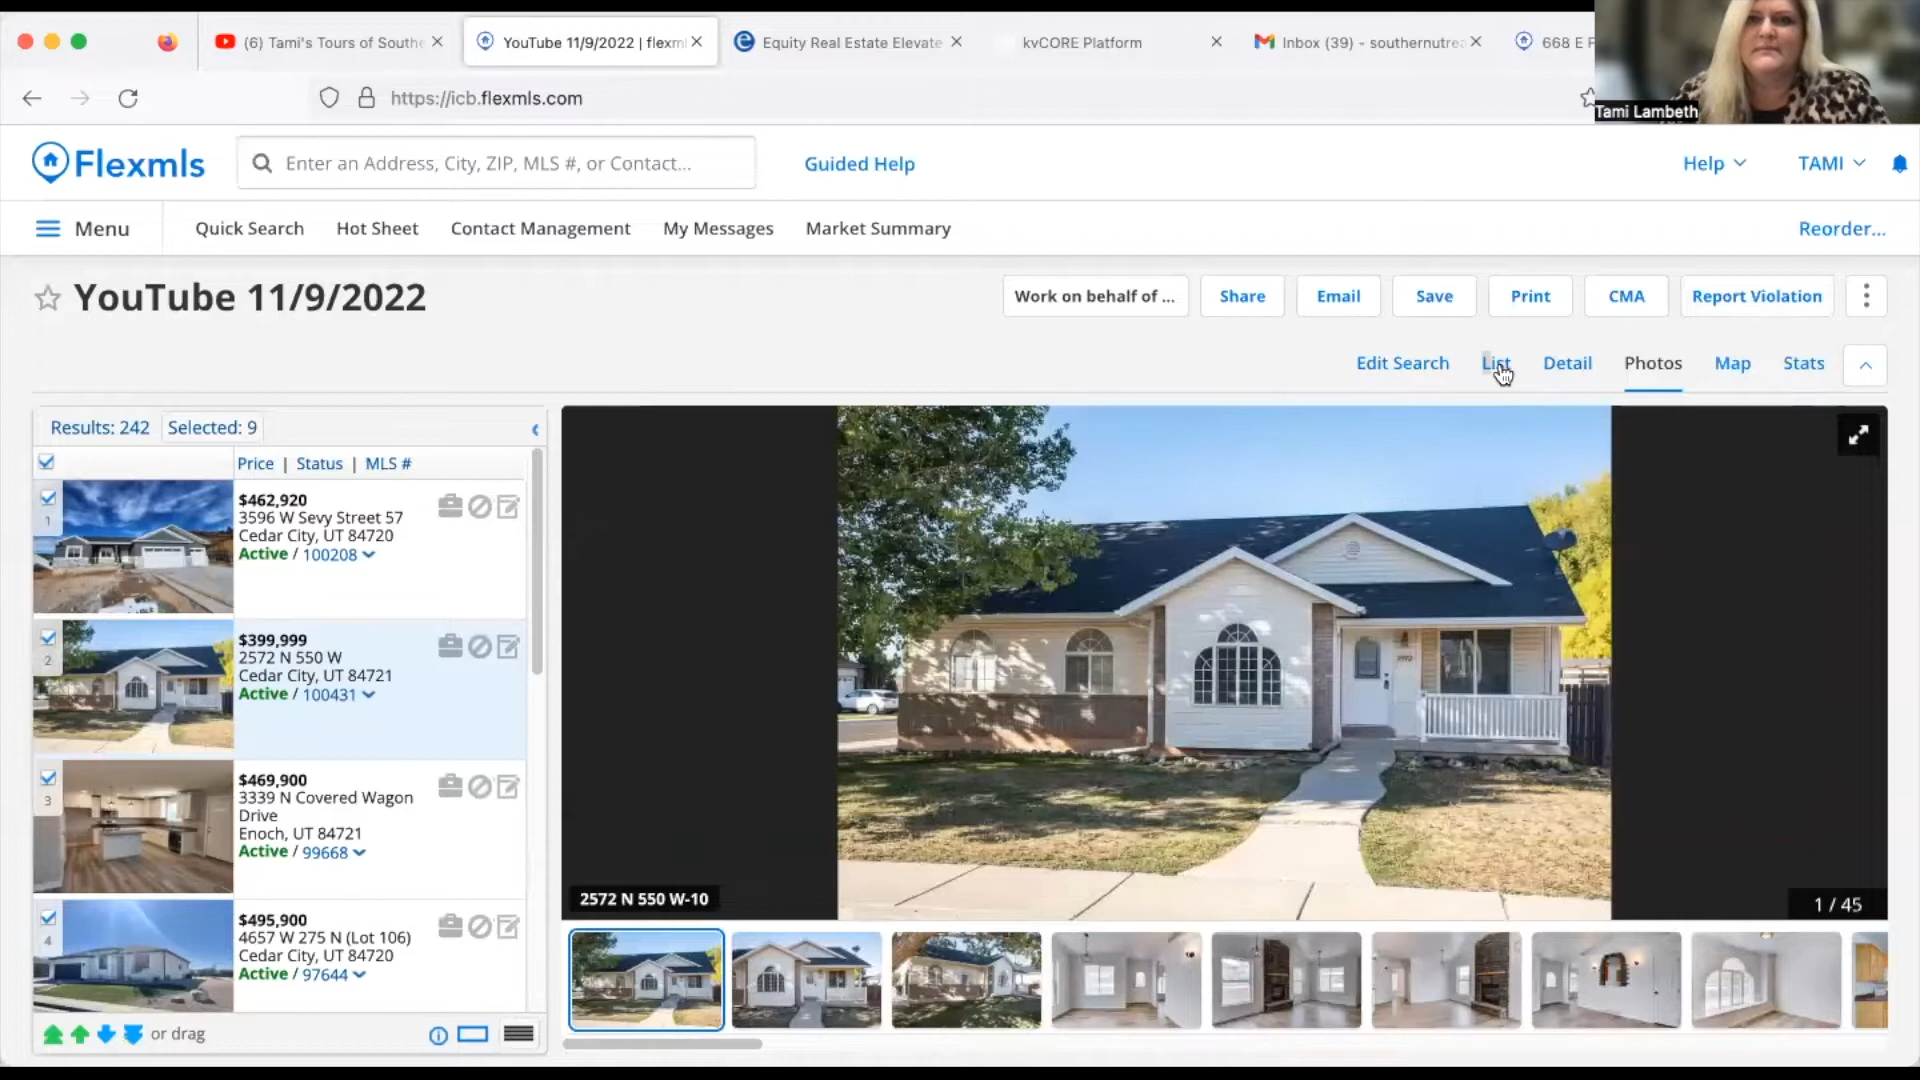 (6) Tami's Tours of Southe
YouTube 11/9/2022 | flexml
Equity Real Estate Elevate
kvCORE Platform
Inbox (39) - southernutrea
668 E F
https://icb.flexmls.com
Tami Lambeth
Flexmls
Enter an Address, City, ZIP, MLS #, or Contact...
Guided Help
Help
TAMI
Menu
Quick Search
Hot Sheet
Contact Management
My Messages
Market Summary
Reorder...
YouTube 11/9/2022
Work on behalf of ...
Share
Email
Save
Print
CMA
Report Violation
Edit Search
List
Detail
Photos
Map
Stats
Results: 242
Selected: 9
Price | Status | MLS #
1
$462,920
3596 W Sevy Street 57
Cedar City, UT 84720
Active / 100208
2
$399,999
2572 N 550 W
Cedar City, UT 84721
Active / 100431
3
$469,900
3339 N Covered Wagon
Drive
Enoch, UT 84721
Active / 99668
4
$495,900
4657 W 275 N (Lot 106)
Cedar City, UT 84720
Active / 97644
or drag
2572 N 550 W-10
1 / 45